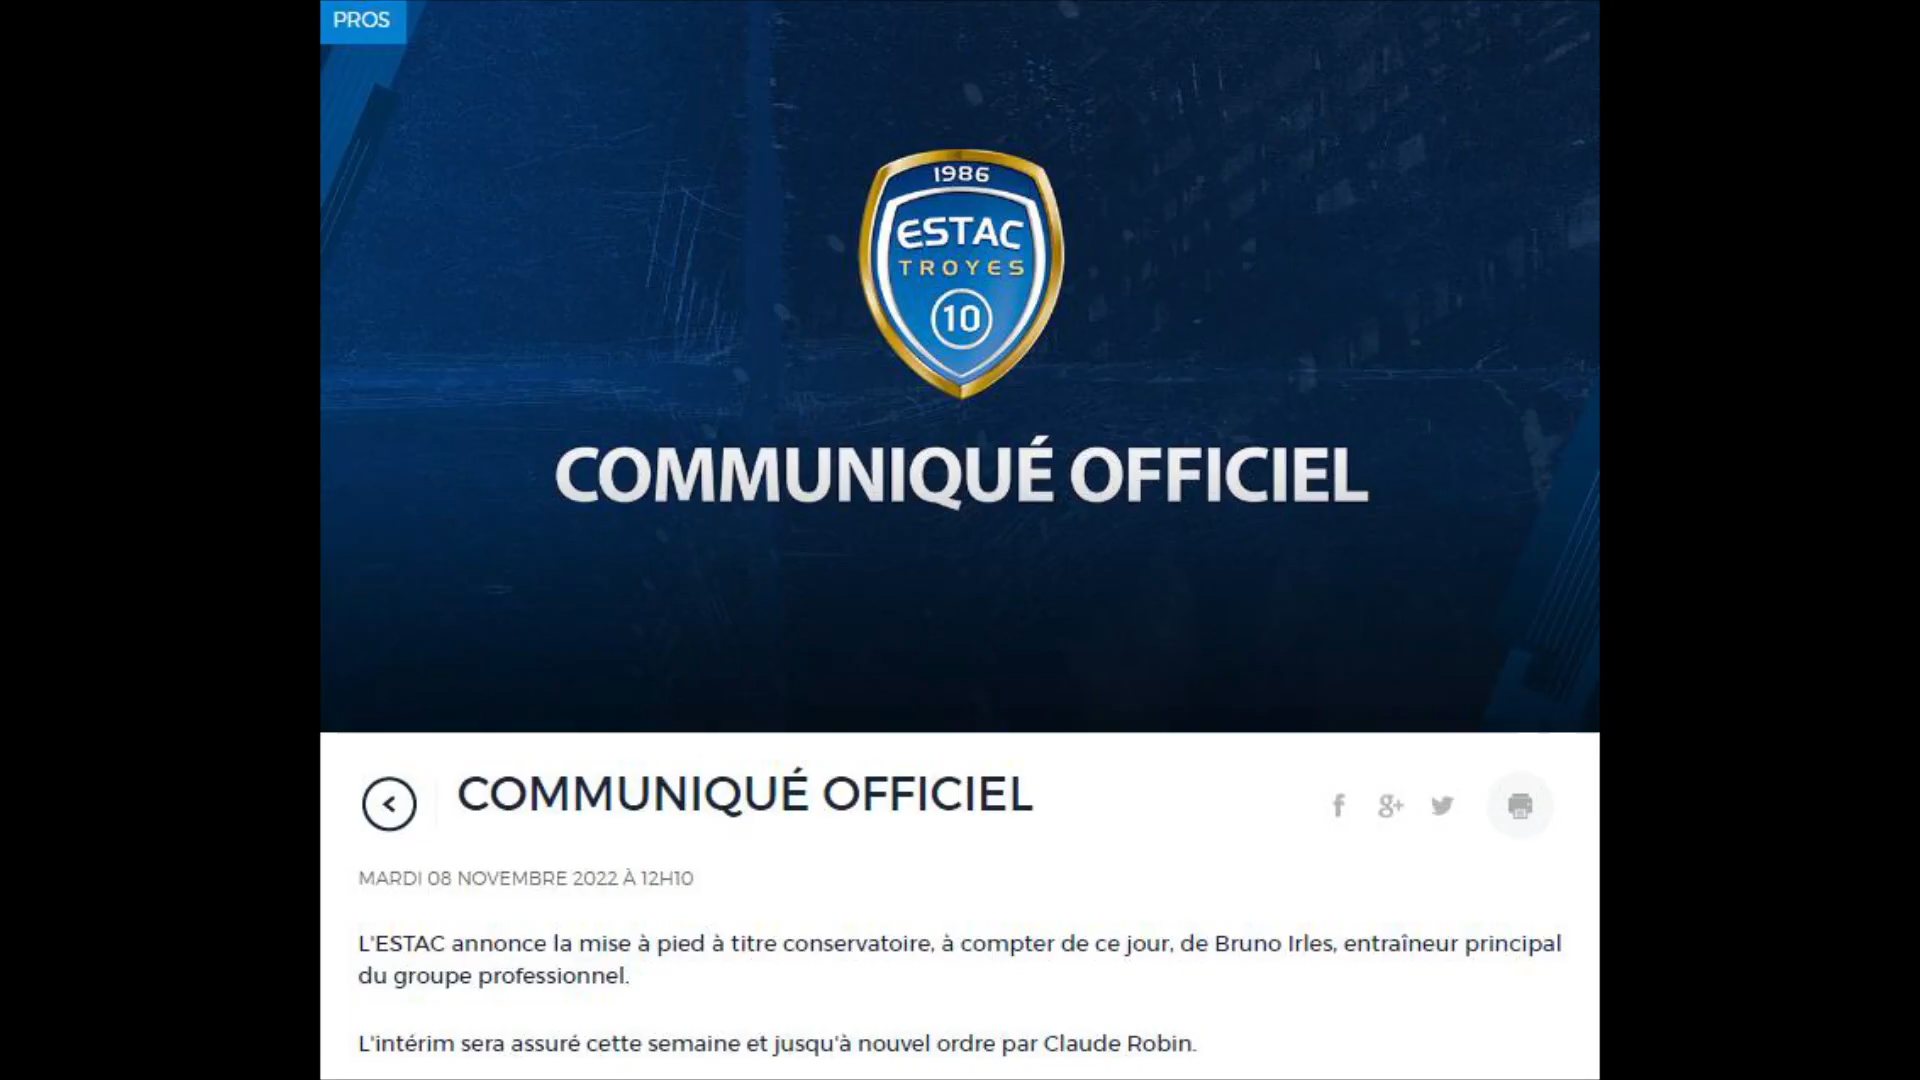 PROS
1986
ESTAC
TROYES
10
COMMUNIQUÉ OFFICIEL
COMMUNIQUÉ OFFICIEL
MARDI 08 NOVEMBRE 2022 À 12H10
L'ESTAC annonce la mise à pied à titre conservatoire, à compter de ce jour, de Bruno Irles, entraîneur principal
du groupe professionnel.
L'intérim sera assuré cette semaine et jusqu'à nouvel ordre par Claude Robin.